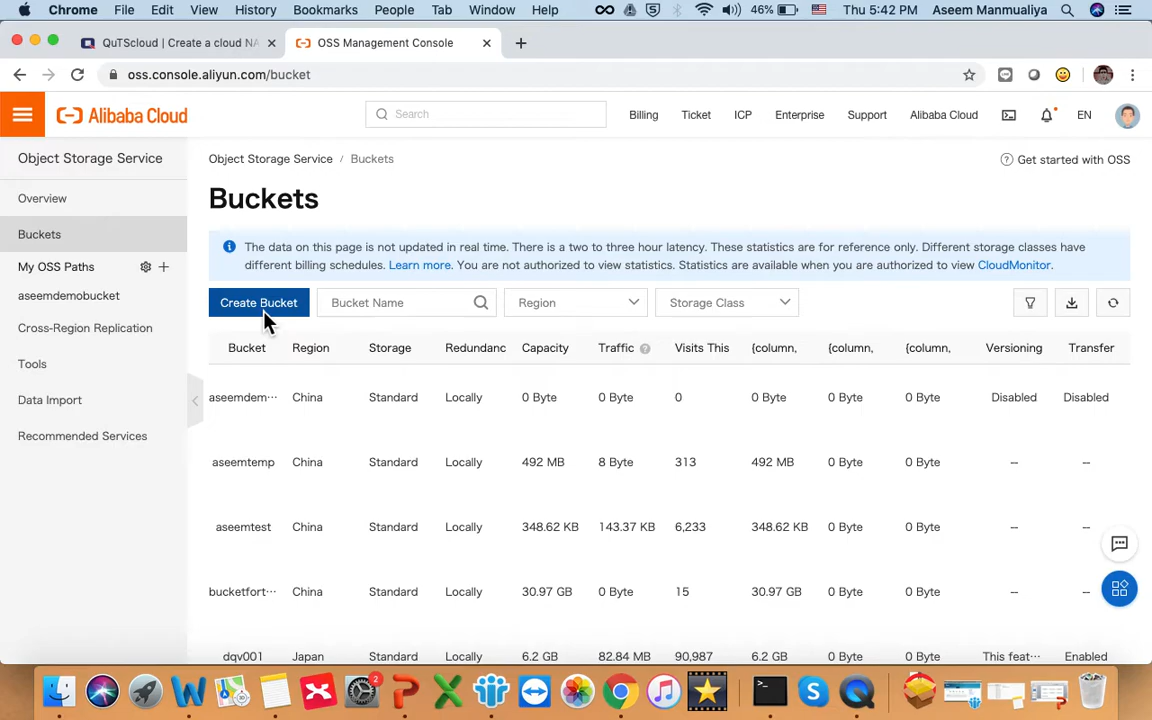 Chrome File Edit View History Bookmarks People Tab Window Help 46% Thu 5:42 PM Aseem Manmualiya
QuTScloud | Create a cloud NA
OSS Management Console
oss.console.aliyun.com/bucket
Alibaba Cloud
Search
Billing Ticket ICP Enterprise Support Alibaba Cloud EN
Object Storage Service
Overview
Buckets
My OSS Paths
aseemdemobucket
Cross-Region Replication
Tools
Data Import
Recommended Services
Object Storage Service / Buckets
Get started with OSS
Buckets
The data on this page is not updated in real time. There is a two to three hour latency. These statistics are for reference only. Different storage classes have
different billing schedules. Learn more. You are not authorized to view statistics. Statistics are available when you are authorized to view CloudMonitor.
Create Bucket Bucket Name Region Storage Class
Bucket Region Storage Redundanc Capacity Traffic Visits This {column, {column, {column, Versioning Transfer
aseemdem··· China Standard Locally 0 Byte 0 Byte 0 0 Byte 0 Byte 0 Byte Disabled Disabled
aseemtemp China Standard Locally 492 MB 8 Byte 313 492 MB 0 Byte 0 Byte -- --
aseemtest China Standard Locally 348.62 KB 143.37 KB 6,233 348.62 KB 0 Byte 0 Byte -- --
bucketfort··· China Standard Locally 30.97 GB 0 Byte 15 30.97 GB 0 Byte 0 Byte -- --
dqv001 Japan Standard Locally 6.2 GB 82.84 MB 90,987 6.2 GB 0 Byte 0 Byte This feat··· Enabled
2